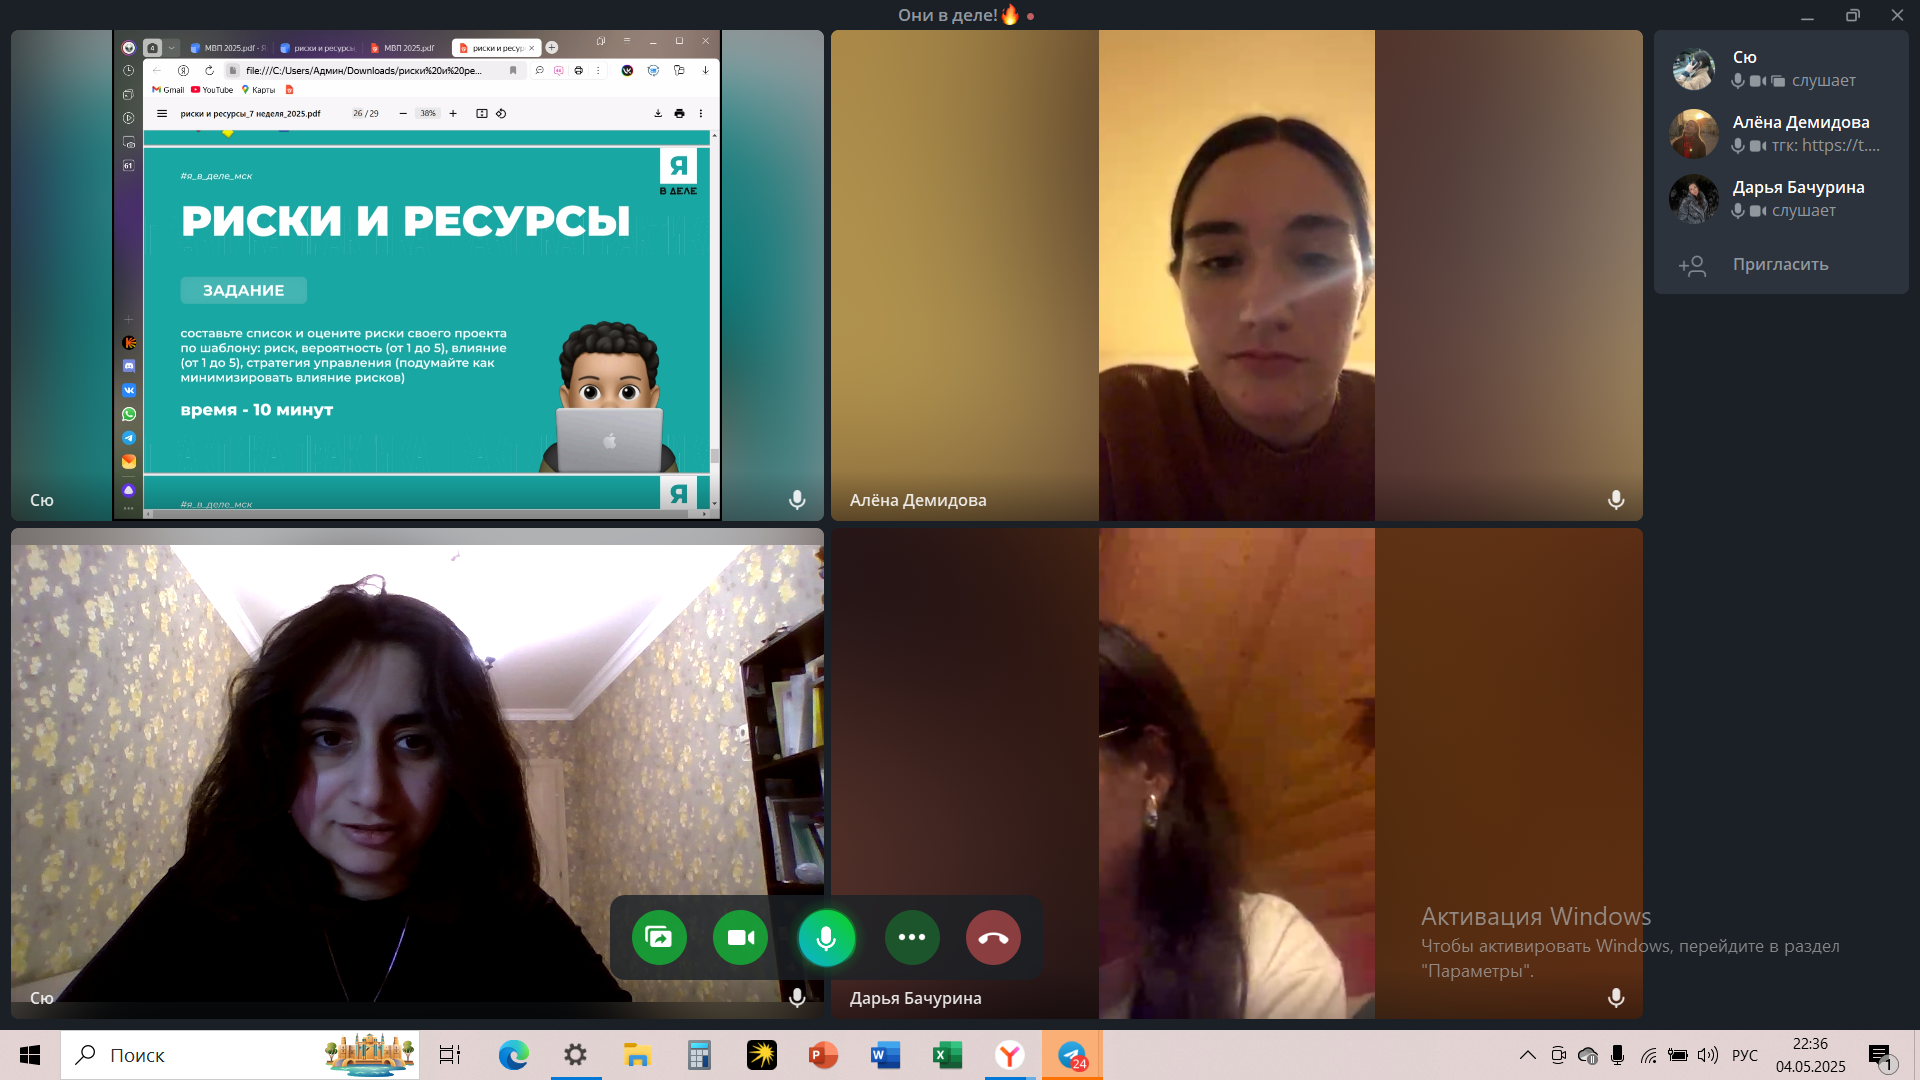 Они в деле!🔥
4
МВП 2025.pdf - Я
риски и ресурсы
МВП 2025.pdf
риски и ресур
file:///C:/Users/Админ/Downloads/риски%20и%20ре...
Gmail
YouTube
Карты
риски и ресурсы_7 неделя_2025.pdf
26 / 29
38%
61
#я_в_деле_мск
Я
В ДЕЛЕ
РИСКИ И РЕСУРСЫ
ЗАДАНИЕ
составьте список и оцените риски своего проекта
по шаблону: риск, вероятность (от 1 до 5), влияние
(от 1 до 5), стратегия управления (подумайте как
минимизировать влияние рисков)
время - 10 минут
#я_в_деле_мск
Я
Сю
Алёна Демидова
Сю
слушает
Алёна Демидова
тгк: https://t....
Дарья Бачурина
слушает
Пригласить
Сю
Дарья Бачурина
Активация Windows
Чтобы активировать Windows, перейдите в раздел
"Параметры".
Поиск
24
РУС
22:36
04.05.2025
1